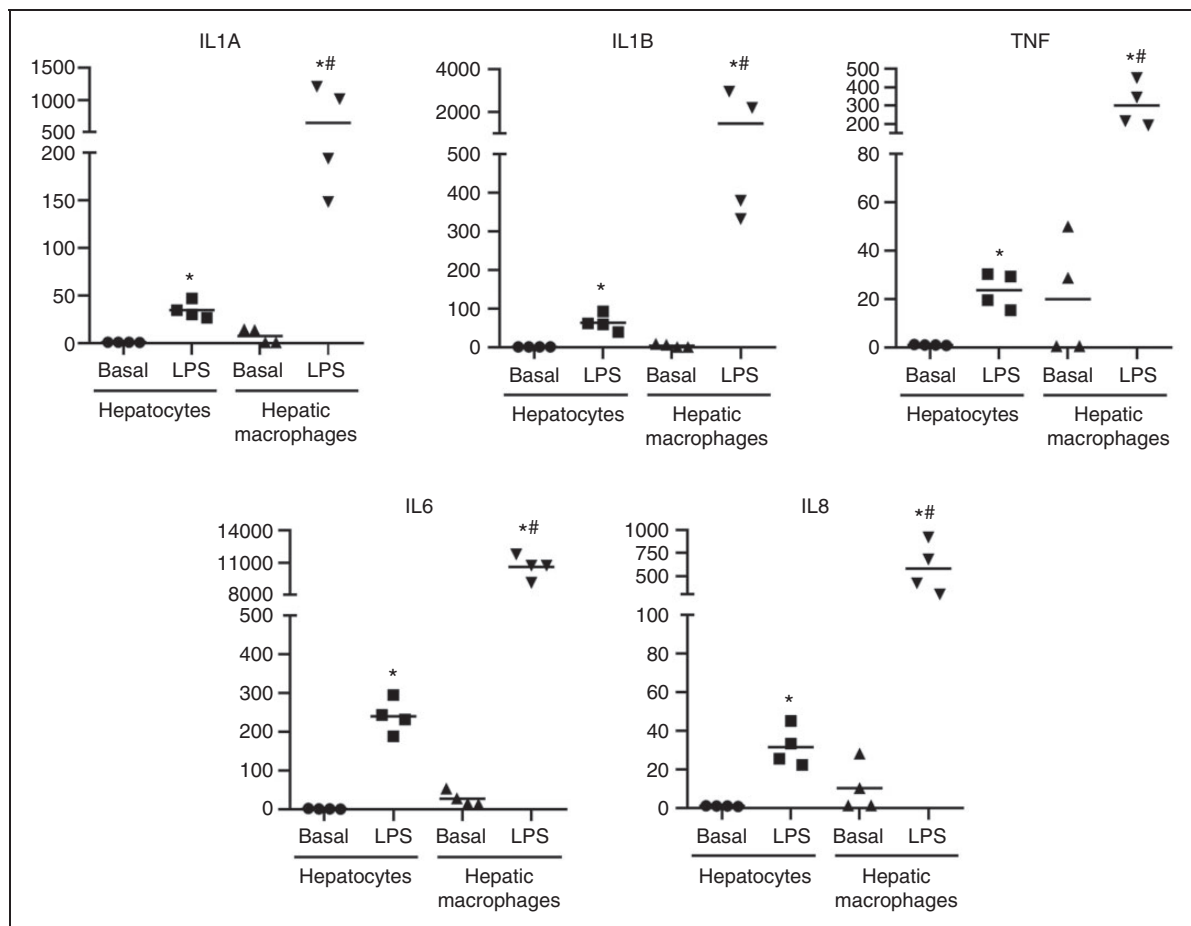 IL1A
IL1B
TNF
1500
1000
500
200
150
100
50
0
*
*#
Basal
LPS
Basal
LPS
Hepatocytes
Hepatic
macrophages
4000
2000
500
400
300
200
100
0
*
*#
Basal
LPS
Basal
LPS
Hepatocytes
Hepatic
macrophages
500
400
300
200
80
60
40
20
0
*
*#
Basal
LPS
Basal
LPS
Hepatocytes
Hepatic
macrophages
IL6
IL8
14000
11000
8000
500
400
300
200
100
0
*
*#
Basal
LPS
Basal
LPS
Hepatocytes
Hepatic
macrophages
1000
750
500
100
80
60
40
20
0
*
*#
Basal
LPS
Basal
LPS
Hepatocytes
Hepatic
macrophages